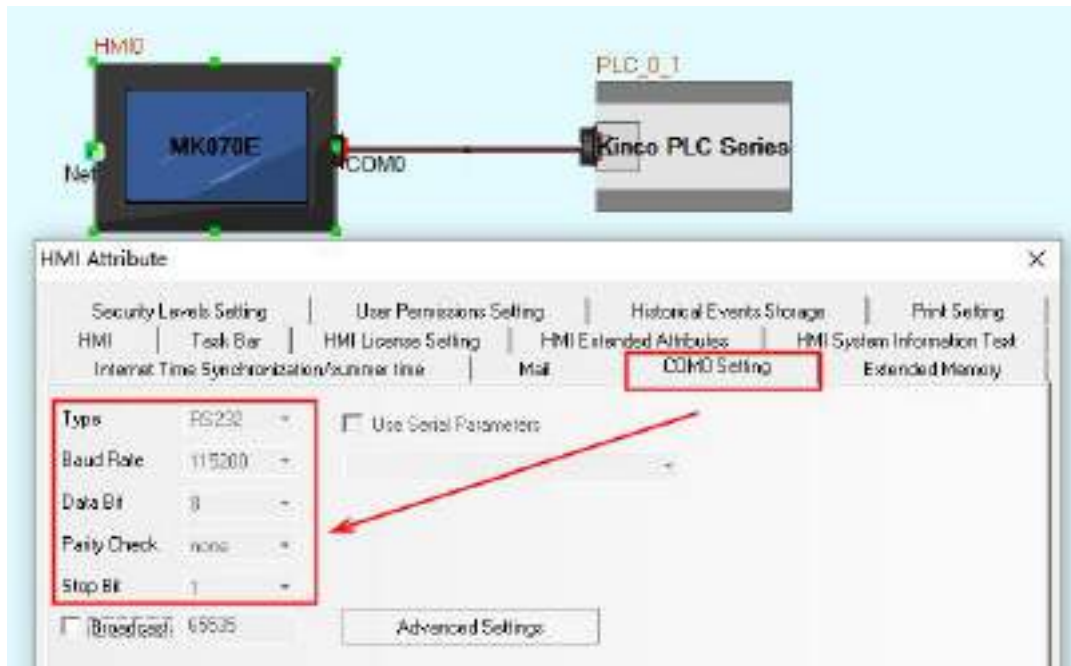 HMI0
PLC_0_1
MK070E
Kinco PLC Series
Net
COM0
HMI Attribute
Security Levels Setting
User Permissions Setting
Historical Events Storage
Print Setting
HMI
Task Bar
HMI License Setting
HMI Extended Attributes
HMI System Information Text
Internet Time Synchronization/summer time
Mail
COM0 Setting
Extended Memory
Type RS232
Use Serial Parameters
Baud Rate 115200
Data Bit 8
Parity Check none
Stop Bit 1
Broadcast 65535
Advanced Settings